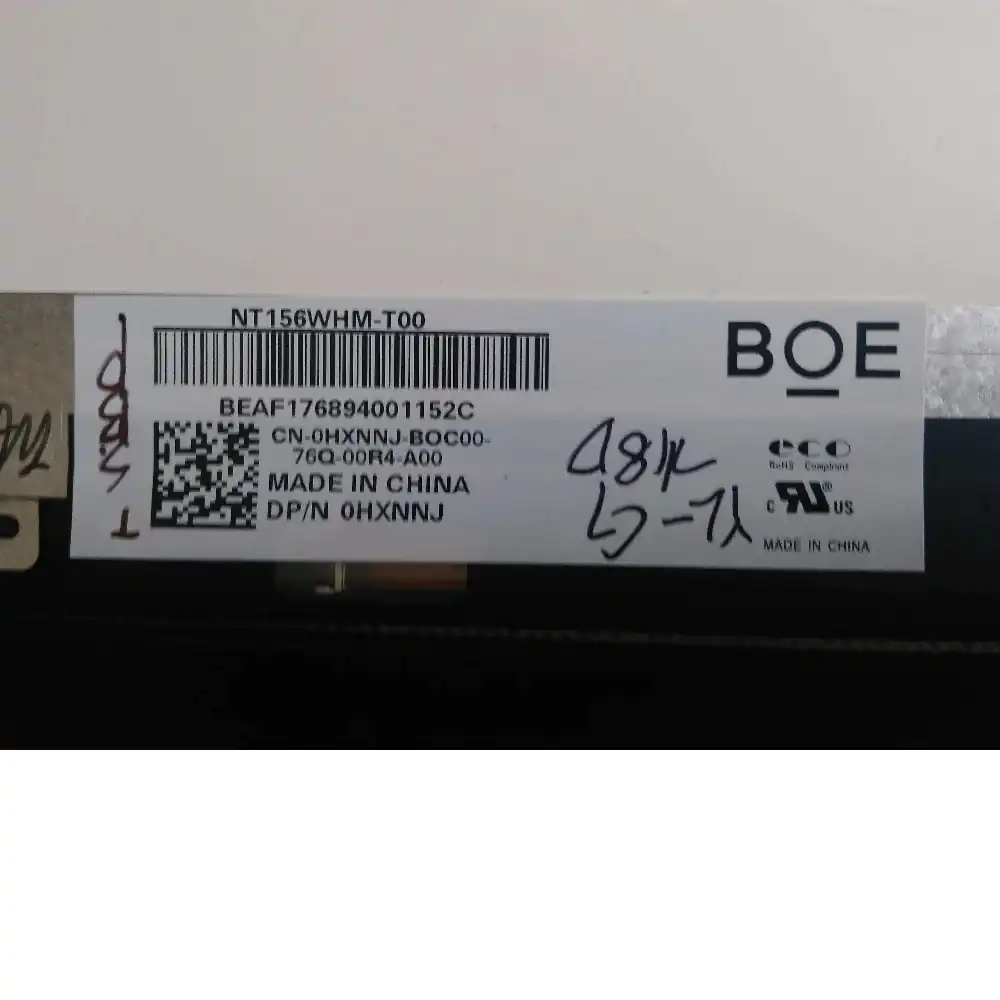 NT156WHM-T00
BOE
BEAF176894001152C
CN-0HXNNJ-BOC00-
76Q-00R4-A00
MADE IN CHINA
DP/N 0HXNNJ
eco
RoHS Compliant
c RU® US
MADE IN CHINA